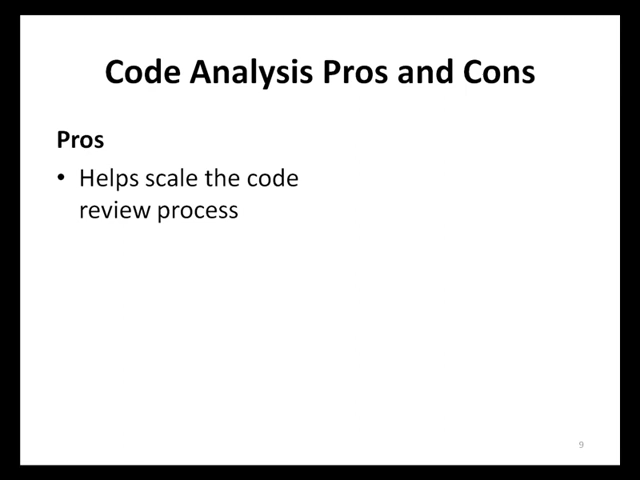 Code Analysis Pros and Cons
Pros
• Helps scale the code
review process
9